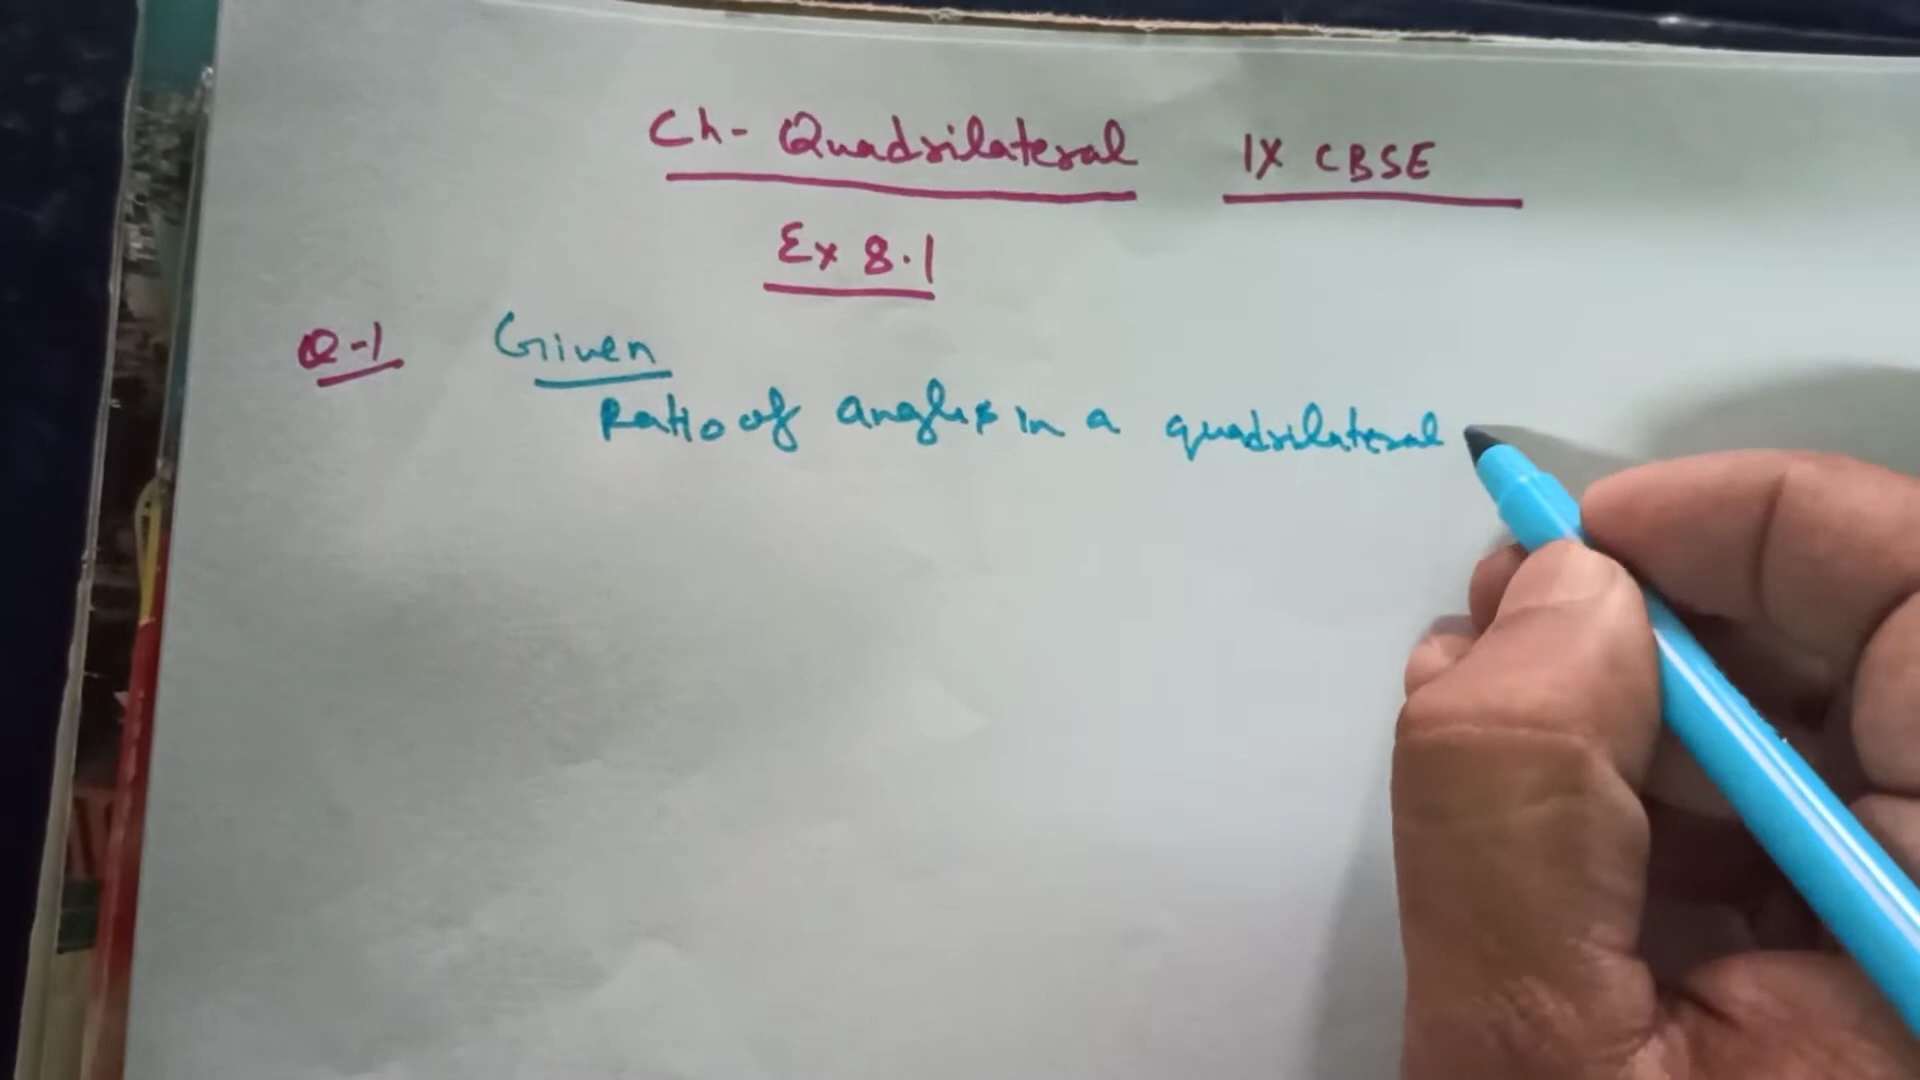 Ch- Quadrilateral IX CBSE
Ex 8.1
Q-1 Given
Ratio of angles in a quadrilateral